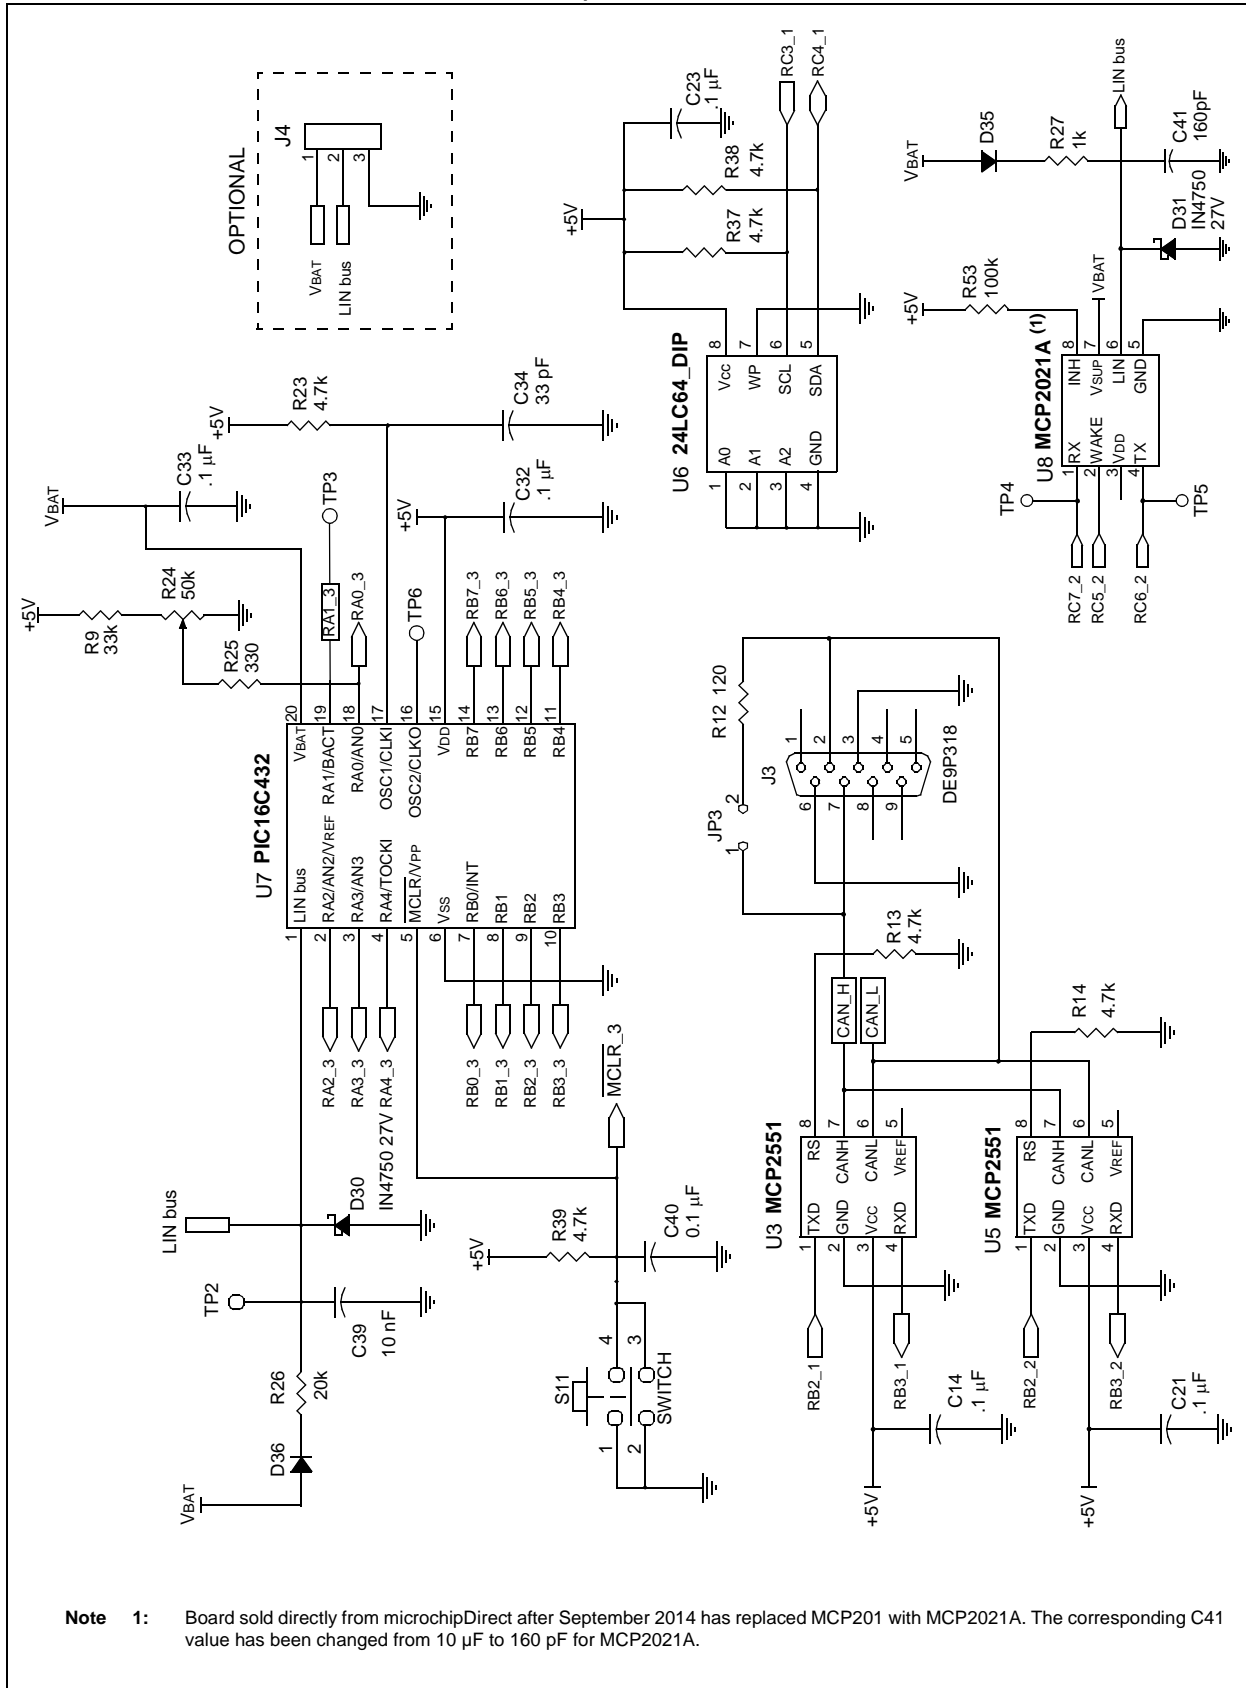 OPTIONAL
J4
1
2
3
VBAT
LIN bus
+5V
R9
33k
R24
50k
R25
330
VBAT
C33
.1 µF
RA1_3
TP3
RA0_3
+5V
R23
4.7k
C34
33 pF
+5V
C32
.1 µF
TP6
RB7_3
RB6_3
RB5_3
RB4_3
U7 PIC16C432
20
19
18
17
16
15
14
13
12
11
VBAT
RA1/BACT
RA0/AN0
OSC1/CLKI
OSC2/CLKO
VDD
RB7
RB6
RB5
RB4
LIN bus
RA2/AN2/VREF
RA3/AN3
RA4/TOCKI
MCLR/VPP
VSS
RB0/INT
RB1
RB2
RB3
1
2
3
4
5
6
7
8
9
10
RA2_3
RA3_3
RA4_3
RB0_3
RB1_3
RB2_3
RB3_3
MCLR_3
LIN bus
D30
IN4750 27V
TP2
C39
10 nF
R26
20k
D36
VBAT
+5V
R39
4.7k
C40
0.1 µF
S11
SWITCH
4
3
1
2
+5V
C23
.1 µF
R38
4.7k
R37
4.7k
RC3_1
RC4_1
U6 24LC64_DIP
8
7
6
5
VCC
WP
SCL
SDA
A0
A1
A2
GND
1
2
3
4
LIN bus
VBAT
D35
R27
1k
C41
160pF
D31
IN4750
27V
+5V
R53
100k
VBAT
U8 MCP2021A (1)
8
7
6
5
INH
VSUP
LIN
GND
RX
WAKE
VDD
TX
1
2
3
4
TP4
TP5
RC7_2
RC5_2
RC6_2
R12 120
JP3
1
2
J3
1
2
3
4
5
6
7
8
9
DE9P318
R13
4.7k
CAN_H
CAN_L
R14
4.7k
U3 MCP2551
8
7
6
5
RS
CANH
CANL
VREF
TXD
GND
VCC
RXD
1
2
3
4
RB2_1
RB3_1
C14
.1 µF
+5V
U5 MCP2551
8
7
6
5
RS
CANH
CANL
VREF
TXD
GND
VCC
RXD
1
2
3
4
RB2_2
RB3_2
C21
.1 µF
+5V
Note 1: Board sold directly from microchipDirect after September 2014 has replaced MCP201 with MCP2021A. The corresponding C41
value has been changed from 10 µF to 160 pF for MCP2021A.